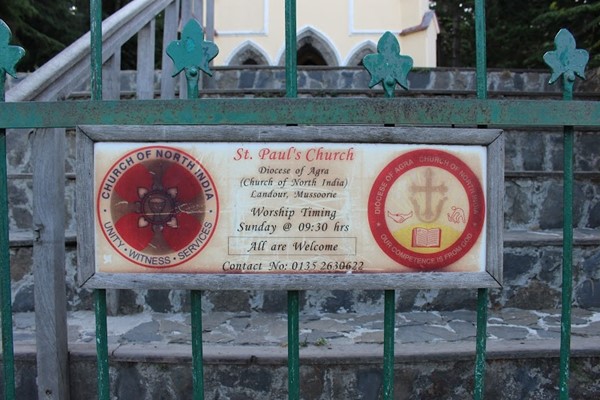 CHURCH OF NORTH INDIA
· UNITY · WITNESS · SERVICES ·
St. Paul's Church
Diocese of Agra
(Church of North India)
Landour, Mussoorie
Worship Timing
Sunday @ 09:30 hrs
All are Welcome
Contact No: 0135 2630622
DIOCESE OF AGRA CHURCH OF NORTH INDIA
OUR COMPETENCE IS FROM GOD